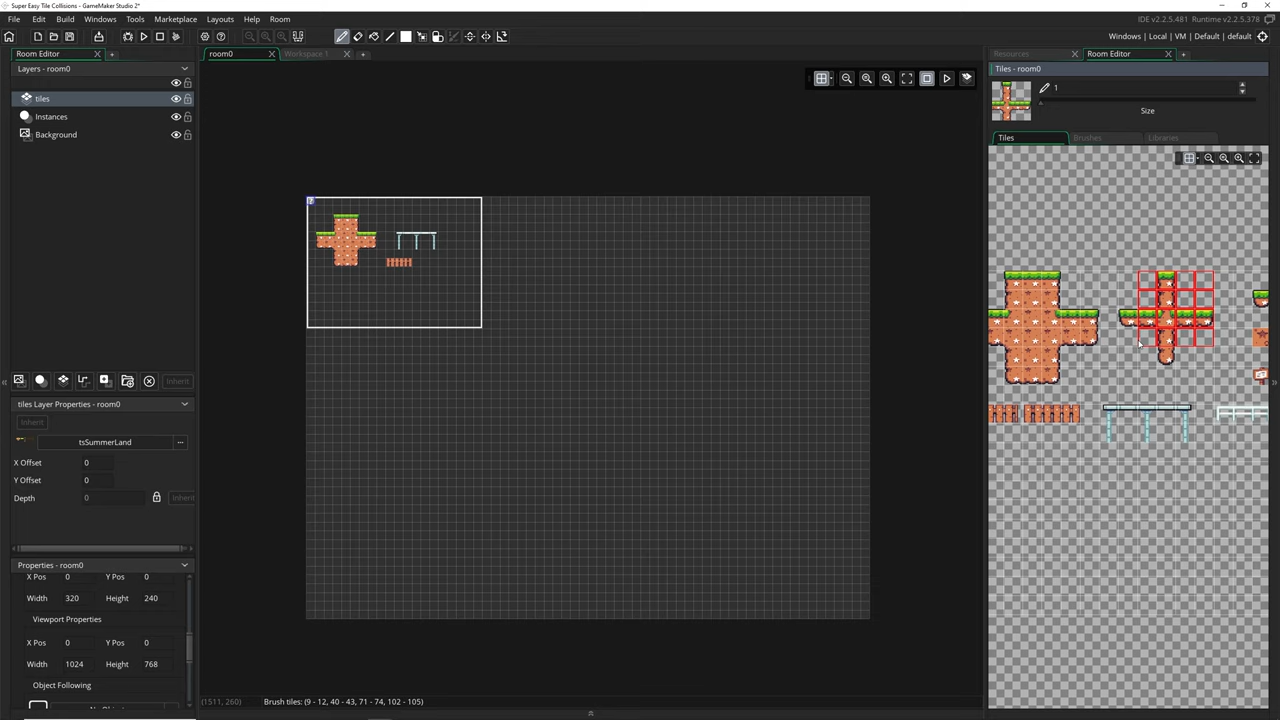 Super Easy Tile Collisions - GameMaker Studio 2*
File Edit Build Windows Tools Marketplace Layouts Help Room
IDE v2.2.5.481 Runtime v2.2.5.378
Windows | Local | VM | Default | default
Room Editor
room0
Workspace 1
Resources
Room Editor
Layers - room0
Tiles - room0
tiles
Instances
Background
1
Size
Tiles
Brushes
Libraries
Inherit
tiles Layer Properties - room0
Inherit
tsSummerLand
...
X Offset 0
Y Offset 0
Depth 0
Inherit
Properties - room0
X Pos 0 Y Pos 0
Width 320 Height 240
Viewport Properties
X Pos 0 Y Pos 0
Width 1024 Height 768
Object Following
(1511, 260)
Brush tiles: (9 - 12, 40 - 43, 71 - 74, 102 - 105)